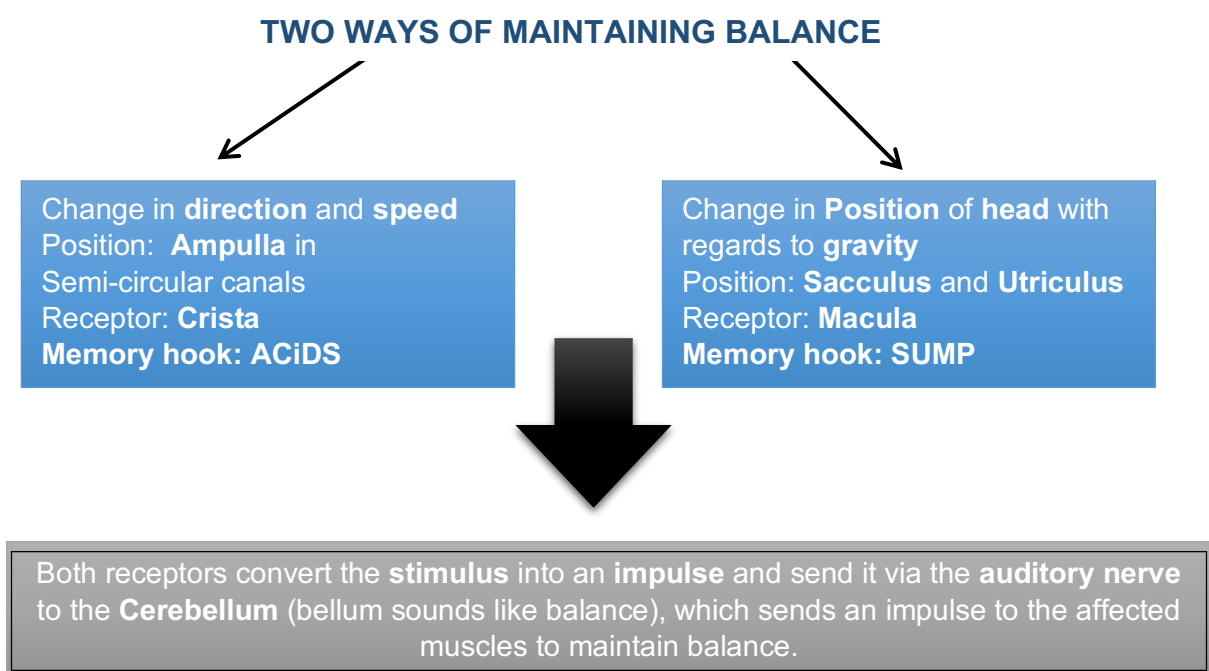 TWO WAYS OF MAINTAINING BALANCE
Change in direction and speed
Position: Ampulla in
Semi-circular canals
Receptor: Crista
Memory hook: ACiDS
Change in Position of head with
regards to gravity
Position: Sacculus and Utriculus
Receptor: Macula
Memory hook: SUMP
Both receptors convert the stimulus into an impulse and send it via the auditory nerve
to the Cerebellum (bellum sounds like balance), which sends an impulse to the affected
muscles to maintain balance.